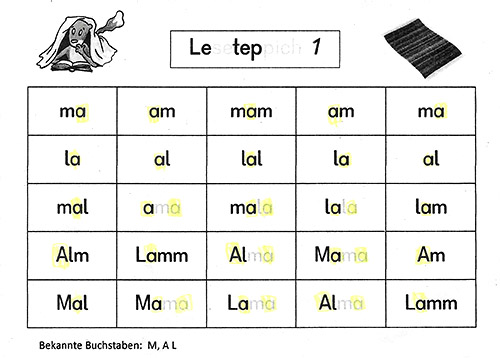 Leseteppich 1
ma am mam am ma
la al lal la al
mal ama mala lala lam
Alm Lamm Alma Mama Am
Mal Mama Lama Alma Lamm
Bekannte Buchstaben: M, A L